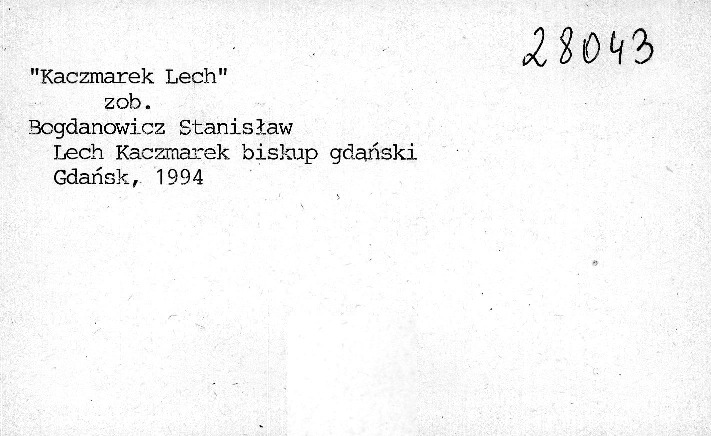 28043
"Kaczmarek Lech"
zob.
Bogdanowicz Stanisław
Lech Kaczmarek biskup gdański
Gdańsk, 1994